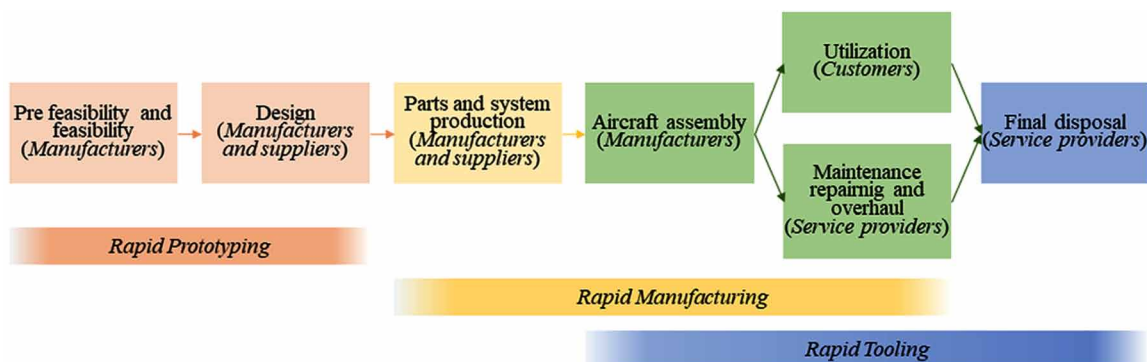 Pre feasibility and
feasibility
(Manufacturers)
Design
(Manufacturers
and suppliers)
Parts and system
production
(Manufacturers
and suppliers)
Aircraft assembly
(Manufacturers)
Utilization
(Customers)
Maintenance
repairnig and
overhaul
(Service providers)
Final disposal
(Service providers)
Rapid Prototyping
Rapid Manufacturing
Rapid Tooling